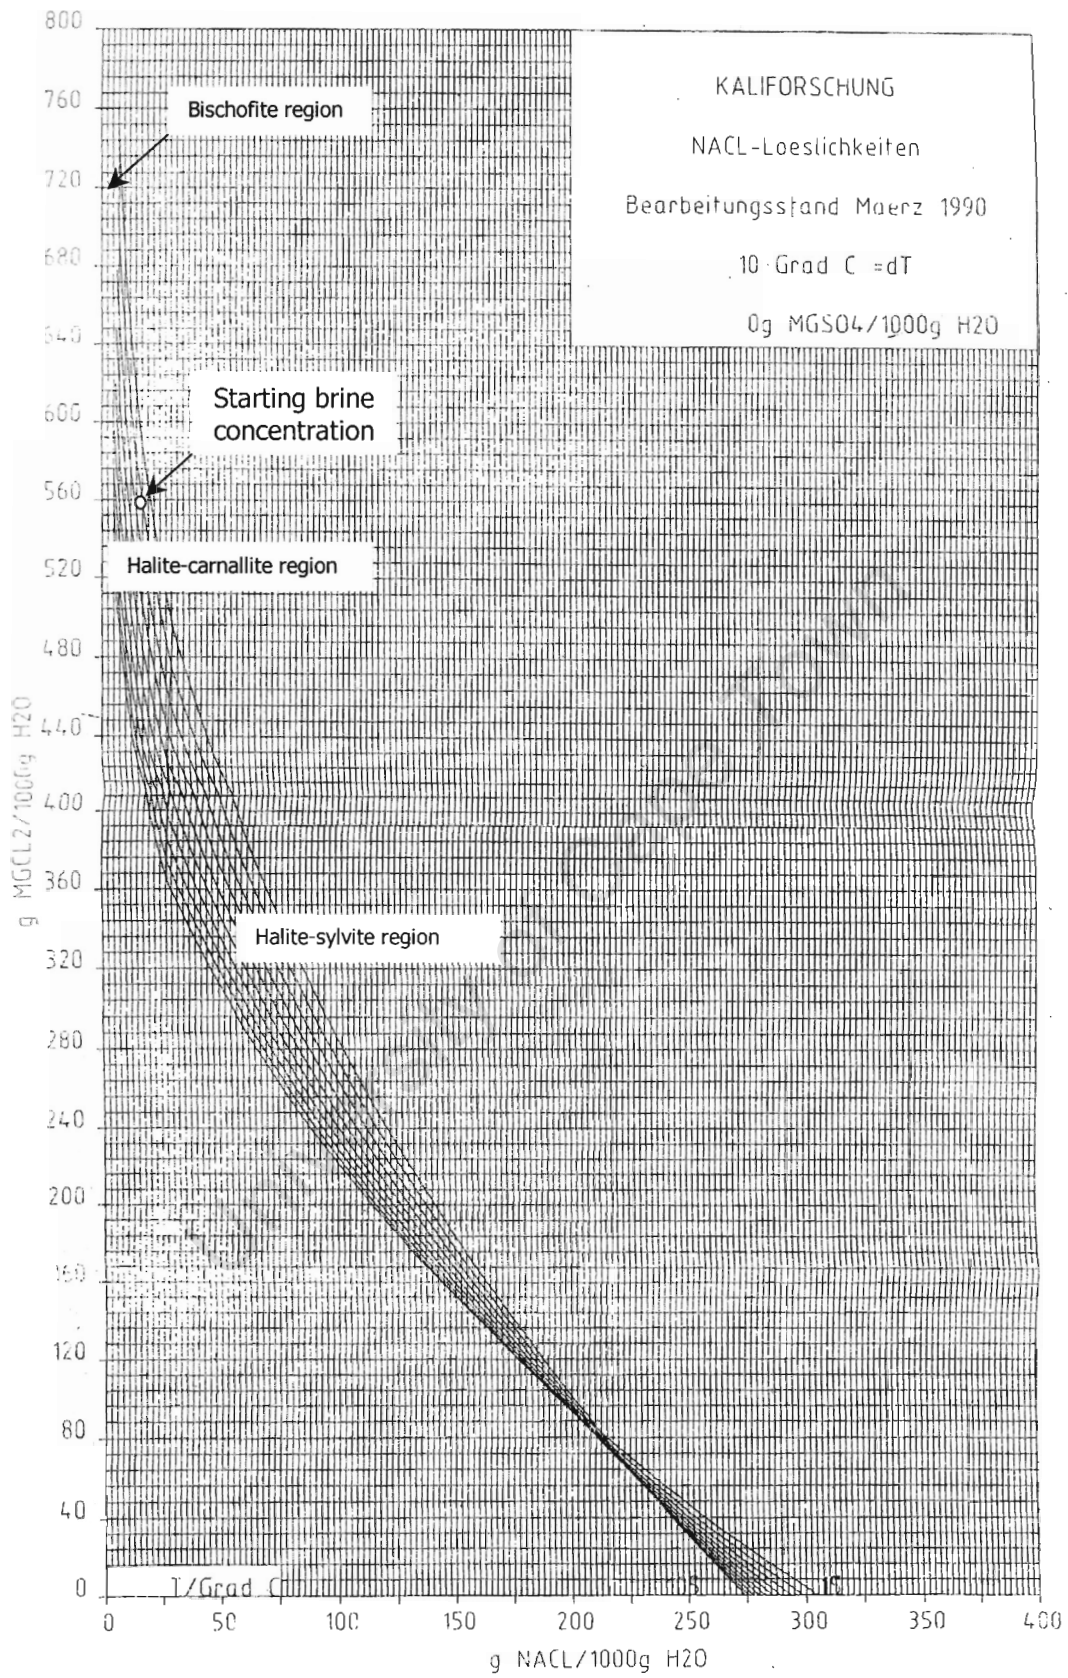 800
KALIFORSCHUNG
NACL-Loeslichkeiten
Bearbeitungsstand Maerz 1990
10 Grad C =dT
0g MGSO4/1000g H2O
760
Bischofite region
720
680
640
600
Starting brine
concentration
560
Halite-carnallite region
520
480
440
g MGCL2/1000g H2O
400
360
Halite-sylvite region
320
280
240
200
160
120
80
40
0
T/Grad C
0 50 100 150 200 250 300 350 400
g NACL/1000g H2O